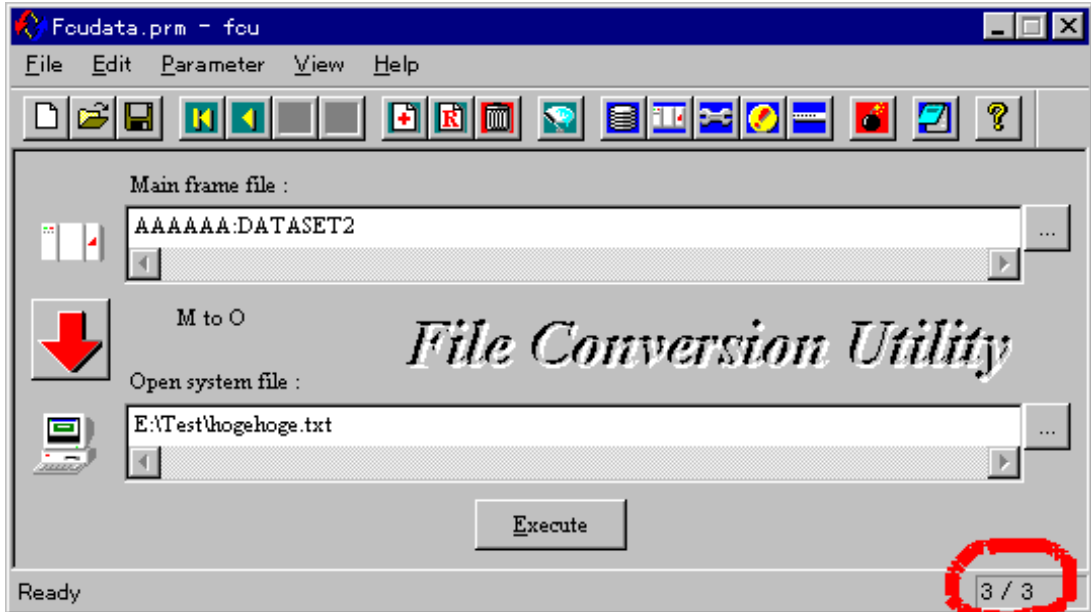 Fcudata.prm - fcu
File Edit Parameter View Help
R
?
Main frame file :
AAAAAA:DATASET2
...
M to O
File Conversion Utility
Open system file :
E:\Test\hogehoge.txt
...
Execute
Ready
3 / 3